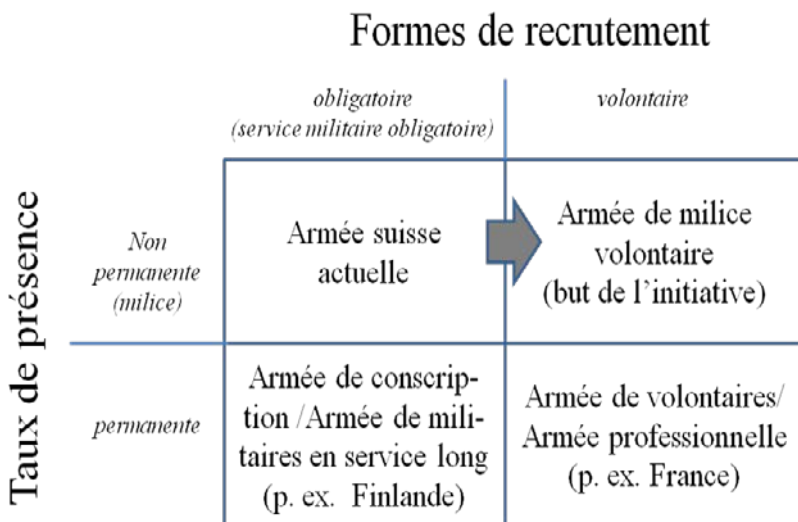 Formes de recrutement
obligatoire
(service militaire obligatoire)
volontaire
Taux de présence
Non
permanente
(milice)
Armée suisse
actuelle
Armée de milice
volontaire
(but de l'initiative)
permanente
Armée de conscrip-
tion /Armée de mili-
taires en service long
(p. ex. Finlande)
Armée de volontaires/
Armée professionnelle
(p. ex. France)